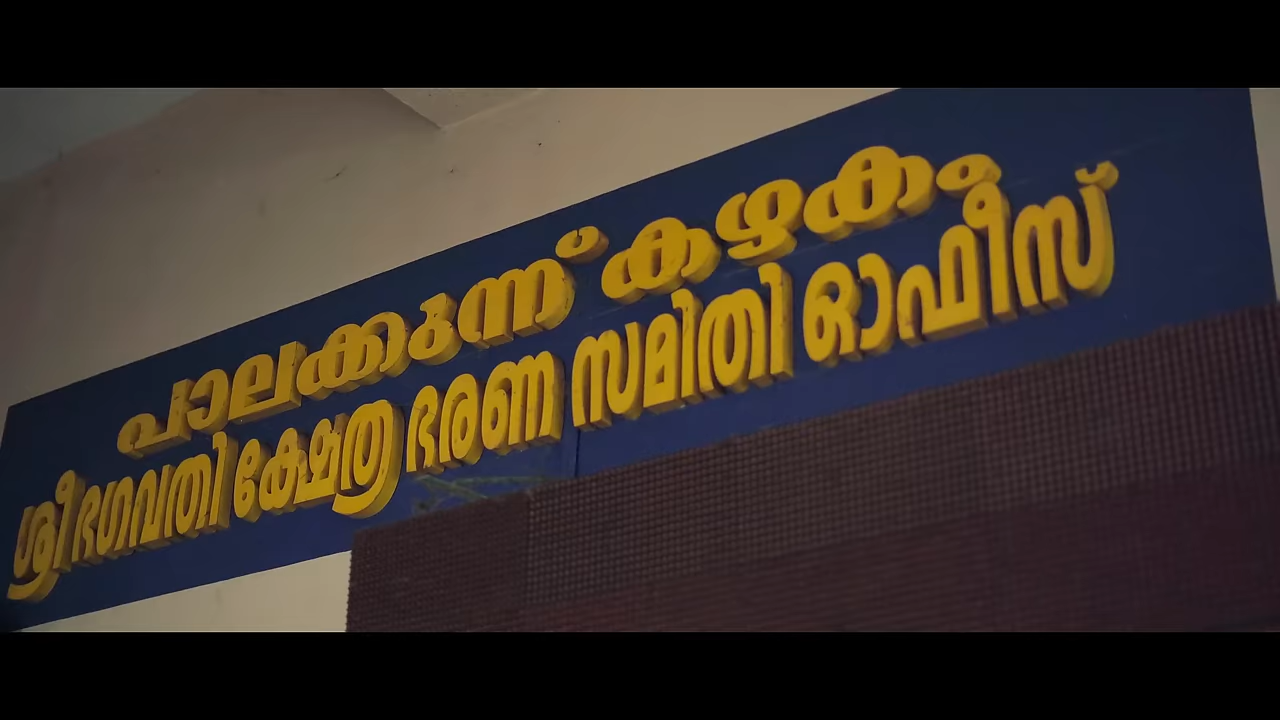 പാലക്കുന്ന് കഴകം
ശ്രീ ഭഗവതി ക്ഷേത്ര ഭരണ സമിതി ഓഫീസ്